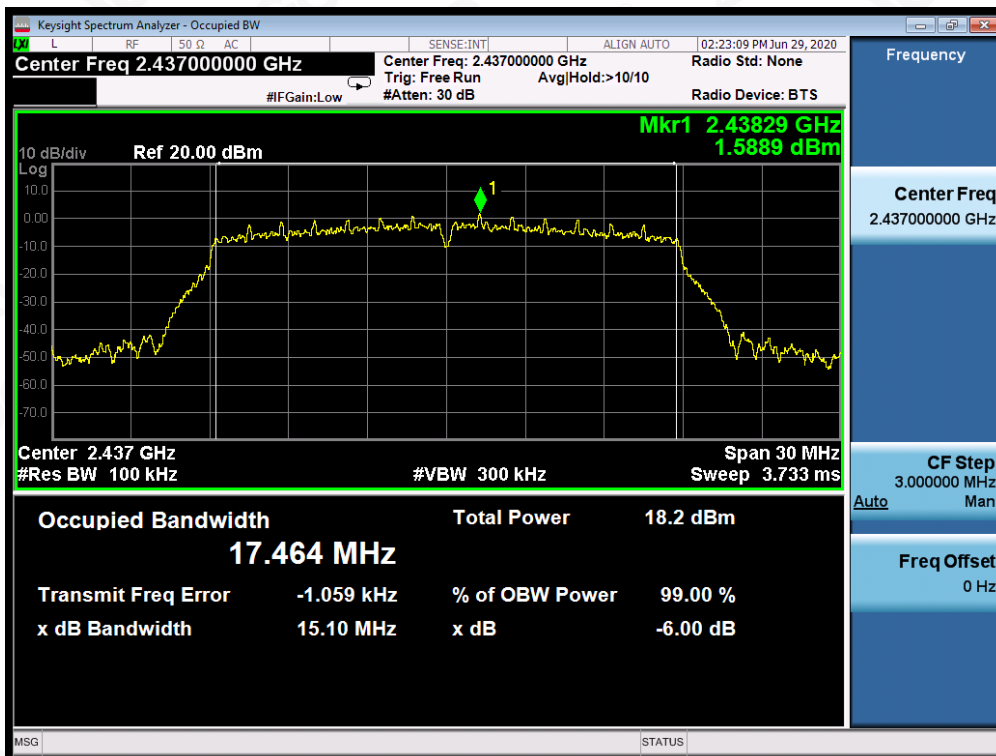 Keysight Spectrum Analyzer - Occupied BW
LXI L RF 50 Ω AC SENSE:INT ALIGN AUTO 02:23:09 PM Jun 29, 2020
Center Freq 2.437000000 GHz
Center Freq: 2.437000000 GHz Radio Std: None
Trig: Free Run Avg|Hold:>10/10
#IFGain:Low #Atten: 30 dB Radio Device: BTS
Mkr1 2.43829 GHz
10 dB/div Ref 20.00 dBm 1.5889 dBm
Log
10.0
1
0.00
-10.0
-20.0
-30.0
-40.0
-50.0
-60.0
-70.0
Center 2.437 GHz Span 30 MHz
#Res BW 100 kHz #VBW 300 kHz Sweep 3.733 ms
Occupied Bandwidth Total Power 18.2 dBm
17.464 MHz
Transmit Freq Error -1.059 kHz % of OBW Power 99.00 %
x dB Bandwidth 15.10 MHz x dB -6.00 dB
MSG STATUS
Frequency
Center Freq
2.437000000 GHz
CF Step
3.000000 MHz
Auto Man
Freq Offset
0 Hz